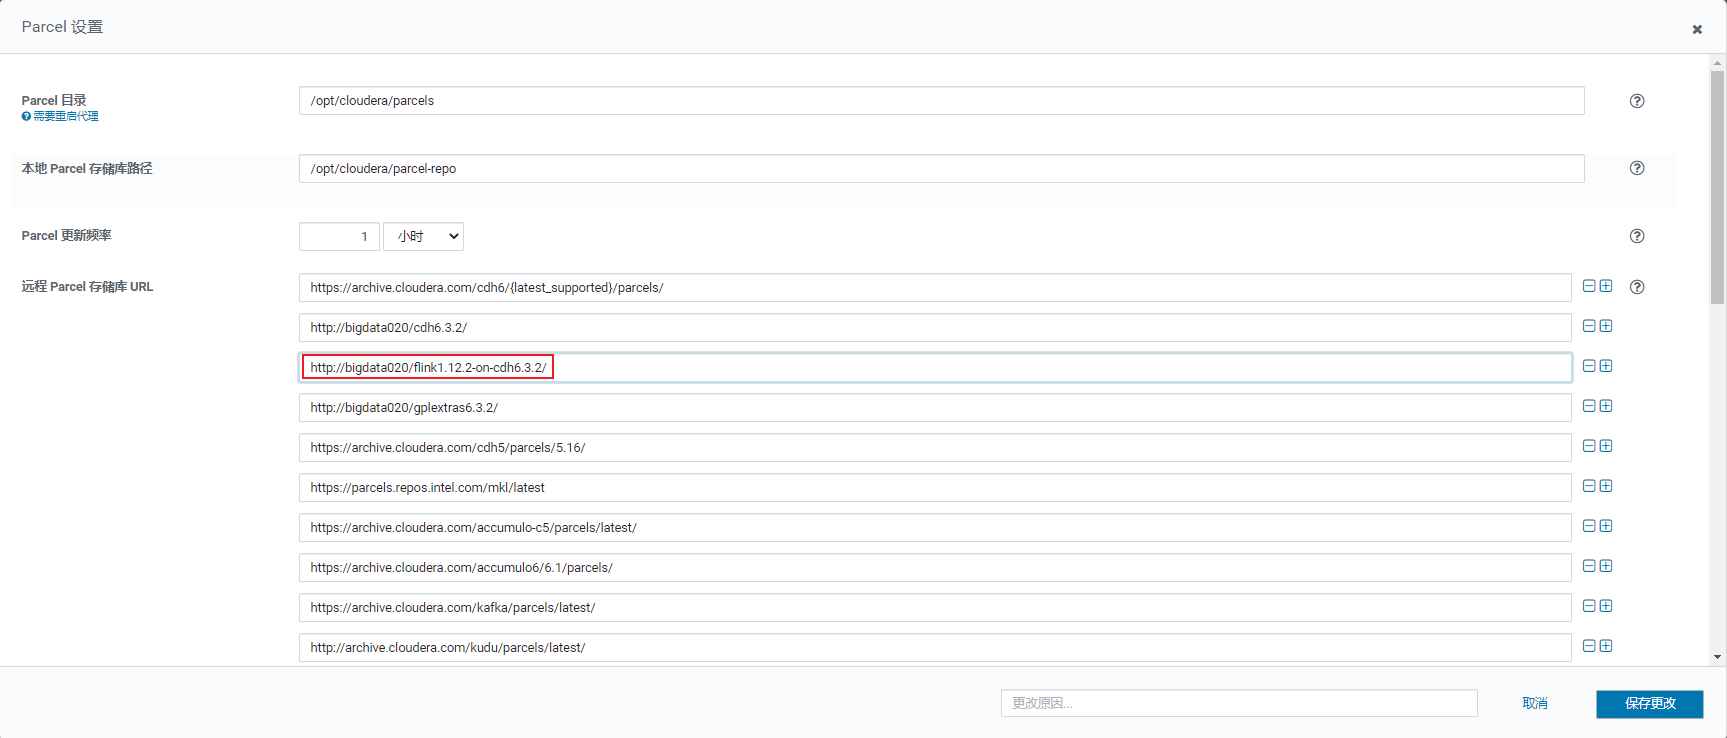 Parcel 设置
Parcel 目录
需要重启代理
/opt/cloudera/parcels
本地 Parcel 存储库路径
/opt/cloudera/parcel-repo
Parcel 更新频率
1 小时
远程 Parcel 存储库 URL
https://archive.cloudera.com/cdh6/{latest_supported}/parcels/
http://bigdata020/cdh6.3.2/
http://bigdata020/flink1.12.2-on-cdh6.3.2/
http://bigdata020/gplextras6.3.2/
https://archive.cloudera.com/cdh5/parcels/5.16/
https://parcels.repos.intel.com/mkl/latest
https://archive.cloudera.com/accumulo-c5/parcels/latest/
https://archive.cloudera.com/accumulo6/6.1/parcels/
https://archive.cloudera.com/kafka/parcels/latest/
http://archive.cloudera.com/kudu/parcels/latest/
更改原因...
取消
保存更改